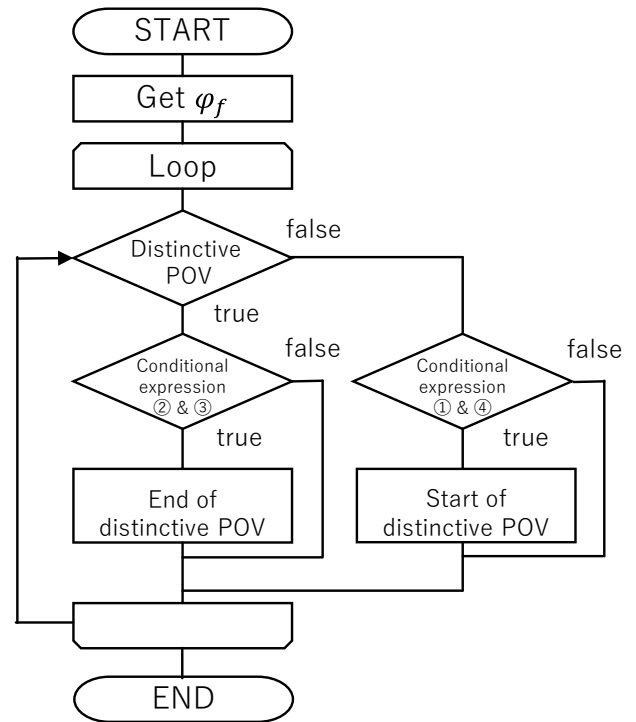 START
Get φ_f
Loop
Distinctive
POV
false
true
Conditional
expression
② & ③
false
true
Conditional
expression
① & ④
false
true
End of
distinctive POV
Start of
distinctive POV
END